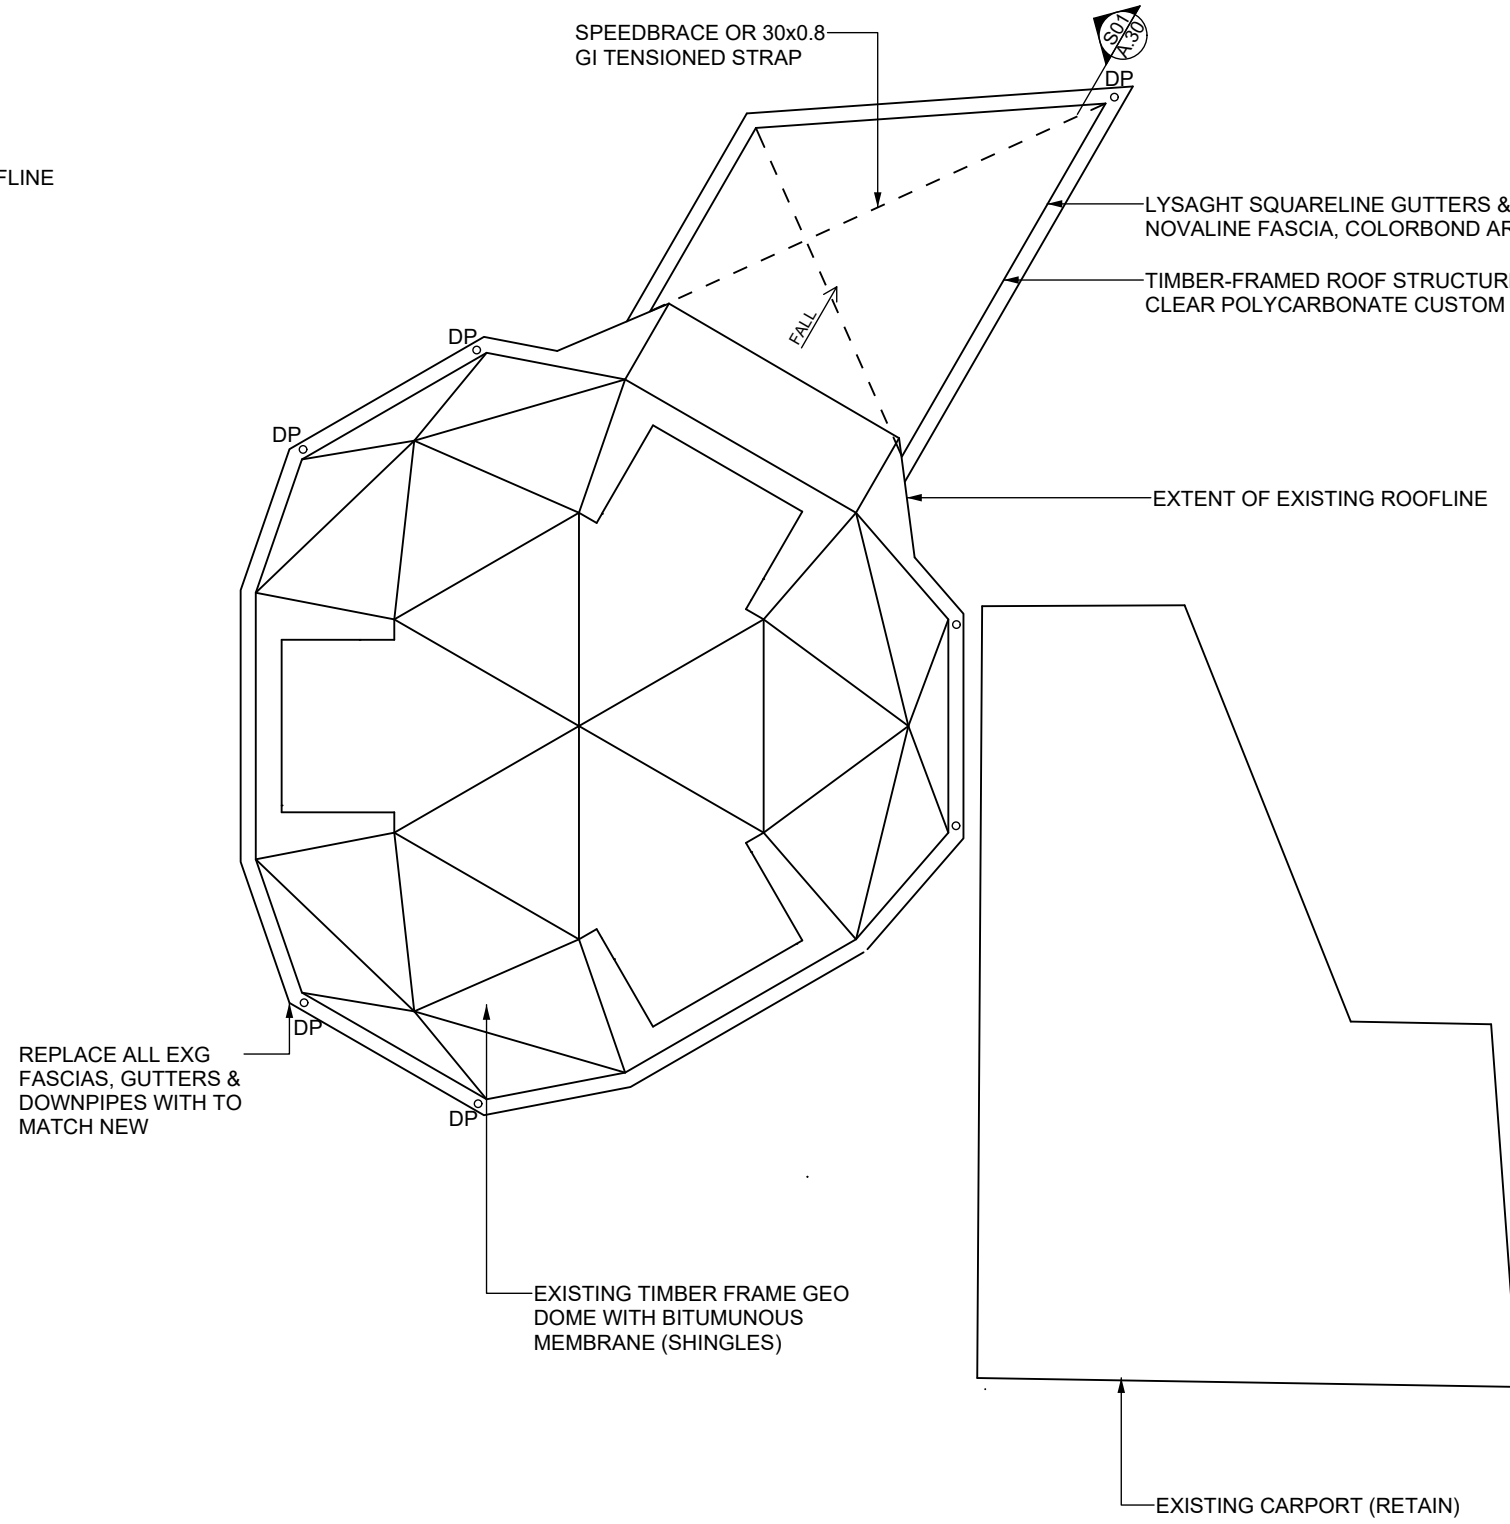 SPEEDBRACE OR 30x0.8
GI TENSIONED STRAP
S01
A.30
DP
FLINE
LYSAGHT SQUARELINE GUTTERS &
NOVALINE FASCIA, COLORBOND
TIMBER-FRAMED ROOF
CLEAR POLYCARBONATE CUSTOM
FALL
DP
DP
EXTENT OF EXISTING ROOFLINE
DP
REPLACE ALL EXG
FASCIAS, GUTTERS &
DOWNPIPES WITH TO
MATCH NEW
DP
EXISTING TIMBER FRAME GEO
DOME WITH BITUMUNOUS
MEMBRANE (SHINGLES)
EXISTING CARPORT (RETAIN)